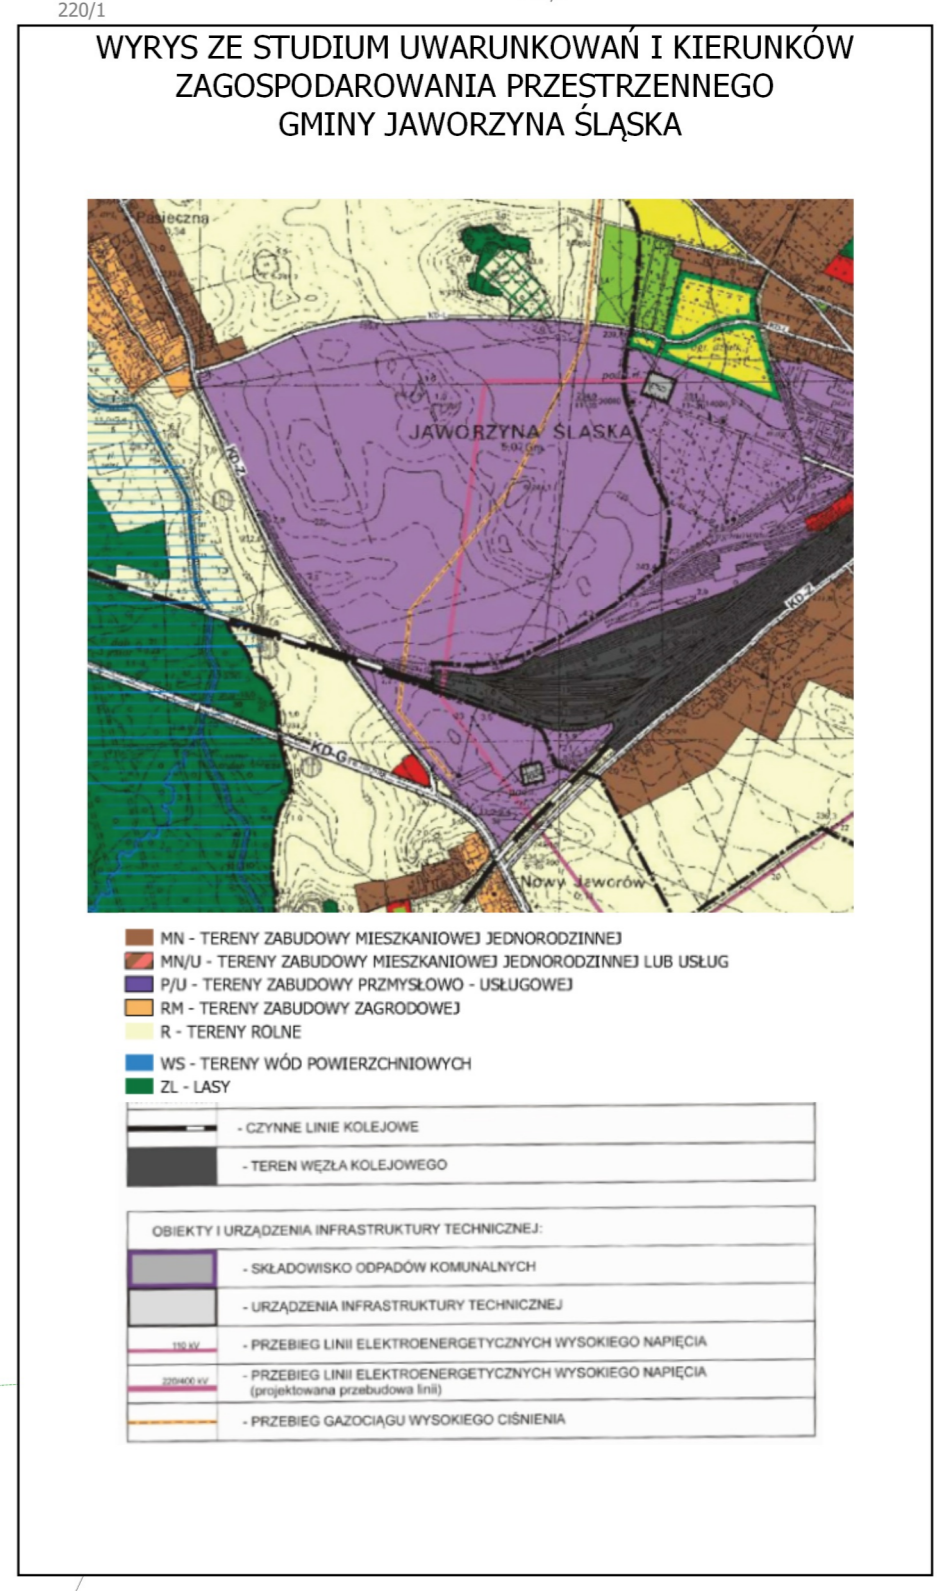 220/1
WYRYS ZE STUDIUM UWARUNKOWAŃ I KIERUNKÓW
ZAGOSPODAROWANIA PRZESTRZENNEGO
GMINY JAWORZYNA ŚLĄSKA
Pasieczna
KD-L
KD-L
JAWORZYNA ŚLĄSKA
KD-Z
KD-Z
KD-G
Nowy Jaworów
MN - TERENY ZABUDOWY MIESZKANIOWEJ JEDNORODZINNEJ
MN/U - TERENY ZABUDOWY MIESZKANIOWEJ JEDNORODZINNEJ LUB USŁUG
P/U - TERENY ZABUDOWY PRZMYSŁOWO - USŁUGOWEJ
RM - TERENY ZABUDOWY ZAGRODOWEJ
R - TERENY ROLNE
WS - TERENY WÓD POWIERZCHNIOWYCH
ZL - LASY
- CZYNNE LINIE KOLEJOWE
- TEREN WĘZŁA KOLEJOWEGO
OBIEKTY I URZĄDZENIA INFRASTRUKTURY TECHNICZNEJ:
- SKŁADOWISKO ODPADÓW KOMUNALNYCH
- URZĄDZENIA INFRASTRUKTURY TECHNICZNEJ
110 kV - PRZEBIEG LINII ELEKTROENERGETYCZNYCH WYSOKIEGO NAPIĘCIA
220/400 kV - PRZEBIEG LINII ELEKTROENERGETYCZNYCH WYSOKIEGO NAPIĘCIA
(projektowana przebudowa linii)
- PRZEBIEG GAZOCIĄGU WYSOKIEGO CIŚNIENIA